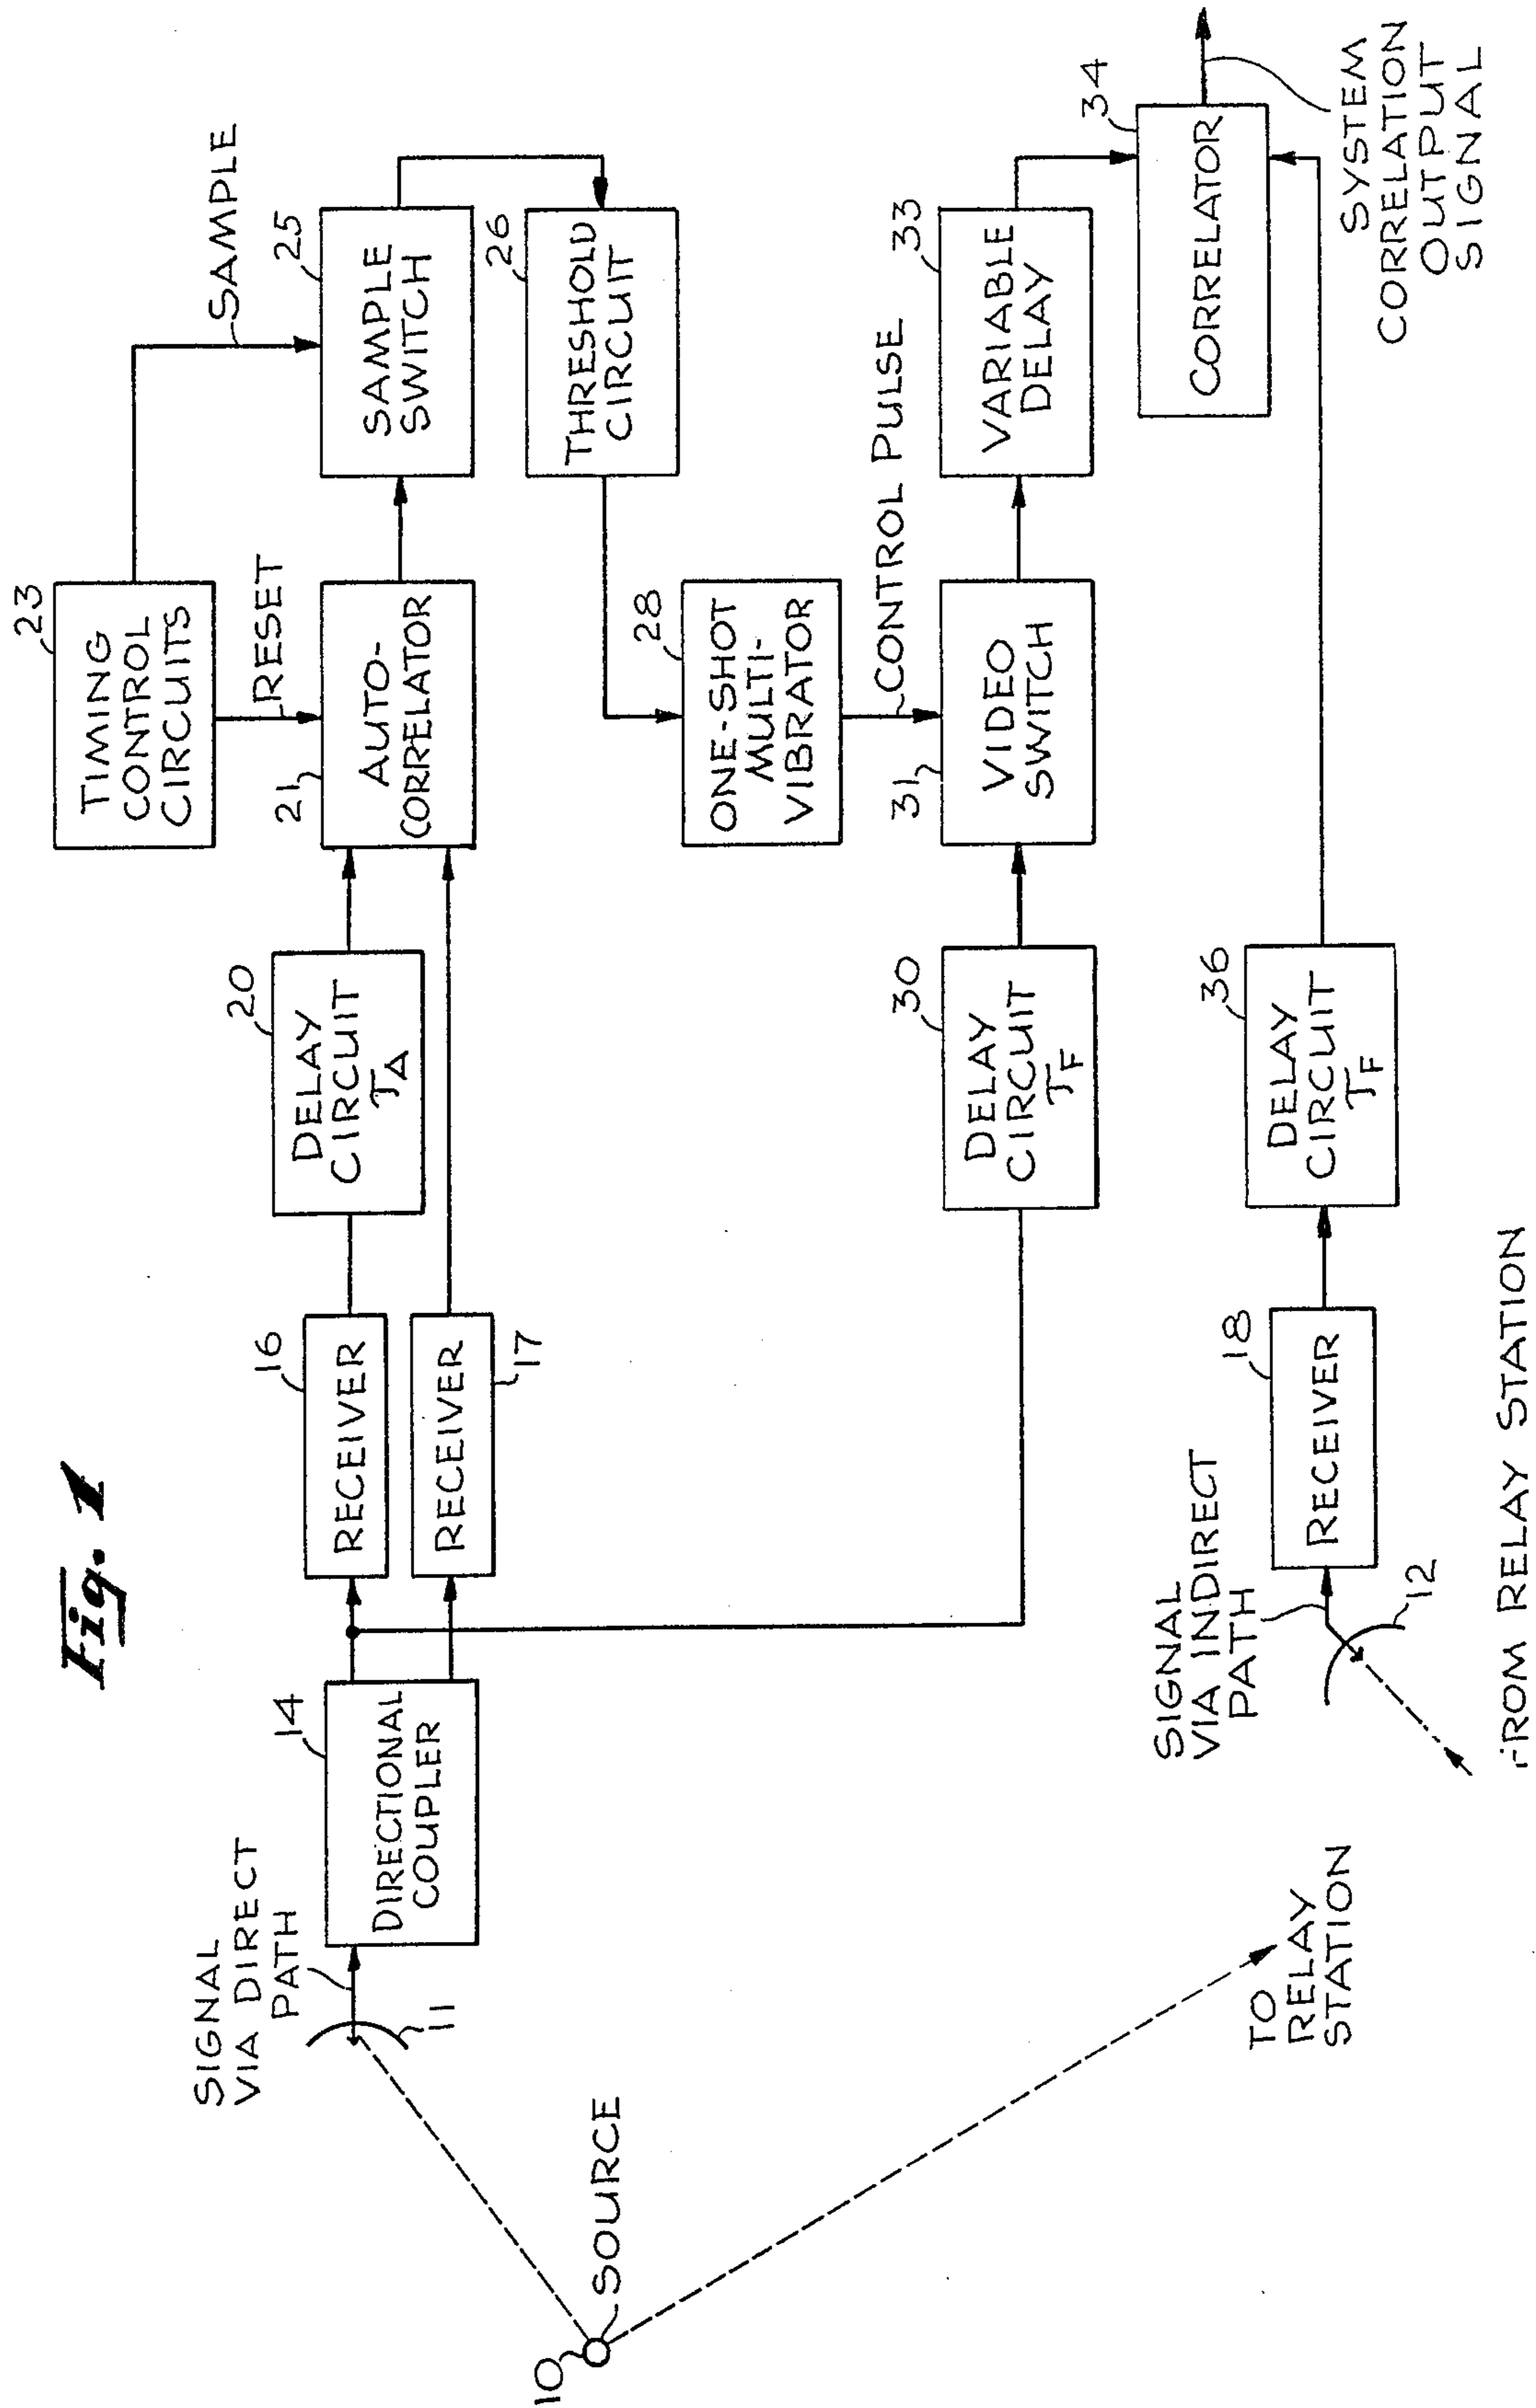 Fig. 1
23
TIMING
CONTROL
CIRCUITS
RESET
SAMPLE
SIGNAL
VIA DIRECT
PATH
11
14
DIRECTIONAL
COUPLER
16
RECEIVER
RECEIVER
17
20
DELAY
CIRCUIT
τA
21
AUTO-
CORRELATOR
25
SAMPLE
SWITCH
26
THRESHOLD
CIRCUIT
10
SOURCE
28
ONE-SHOT
MULTI-
VIBRATOR
CONTROL PULSE
30
DELAY
CIRCUIT
τF
31
VIDEO
SWITCH
33
VARIABLE
DELAY
34
CORRELATOR
TO
RELAY
STATION
SIGNAL
VIA INDIRECT
PATH
12
18
RECEIVER
36
DELAY
CIRCUIT
τF
SYSTEM
CORRELATION
OUTPUT
SIGNAL
FROM RELAY STATION